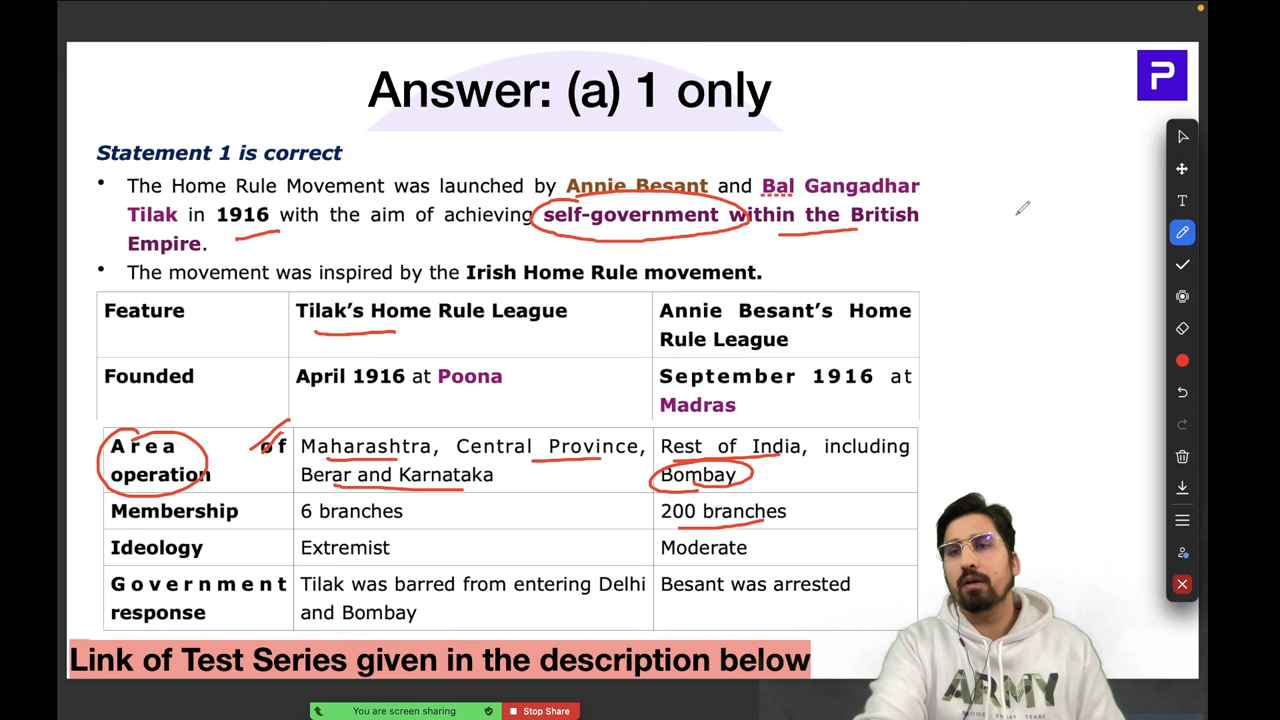 Answer: (a) 1 only
P
Statement 1 is correct
• The Home Rule Movement was launched by Annie Besant and Bal Gangadhar
Tilak in 1916 with the aim of achieving self-government within the British
Empire.
• The movement was inspired by the Irish Home Rule movement.
Feature
Tilak’s Home Rule League
Annie Besant’s Home
Rule League
Founded
April 1916 at Poona
September 1916 at
Madras
Area of
operation
Maharashtra, Central Province,
Berar and Karnataka
Rest of India, including
Bombay
Membership
6 branches
200 branches
Ideology
Extremist
Moderate
Government
response
Tilak was barred from entering Delhi
and Bombay
Besant was arrested
Link of Test Series given in the description below
ARMY
You are screen sharing
Stop Share
T